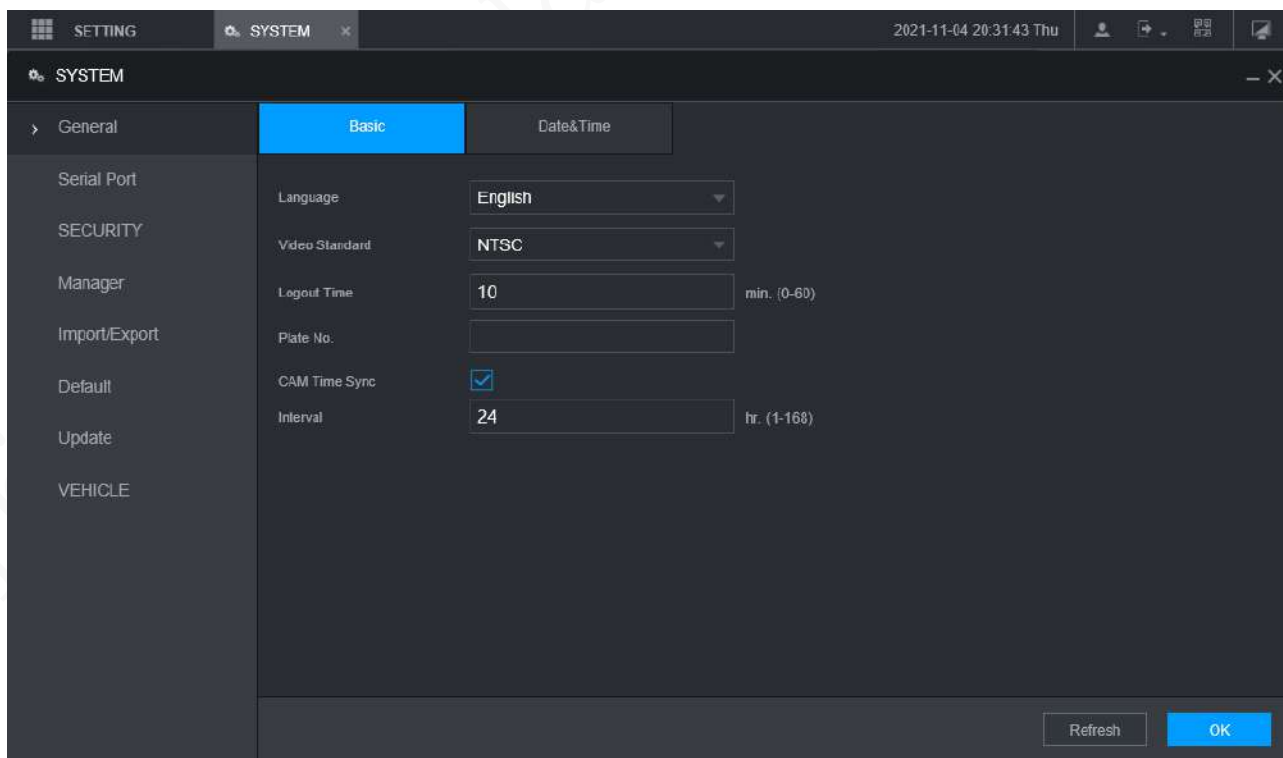 SETTING SYSTEM × 2021-11-04 20:31:43 Thu
SYSTEM
General
Serial Port
SECURITY
Manager
Import/Export
Default
Update
VEHICLE
Basic Date&Time
Language English
Video Standard NTSC
Logout Time 10 min. (0-60)
Plate No.
CAM Time Sync
Interval 24 hr. (1-168)
Refresh OK